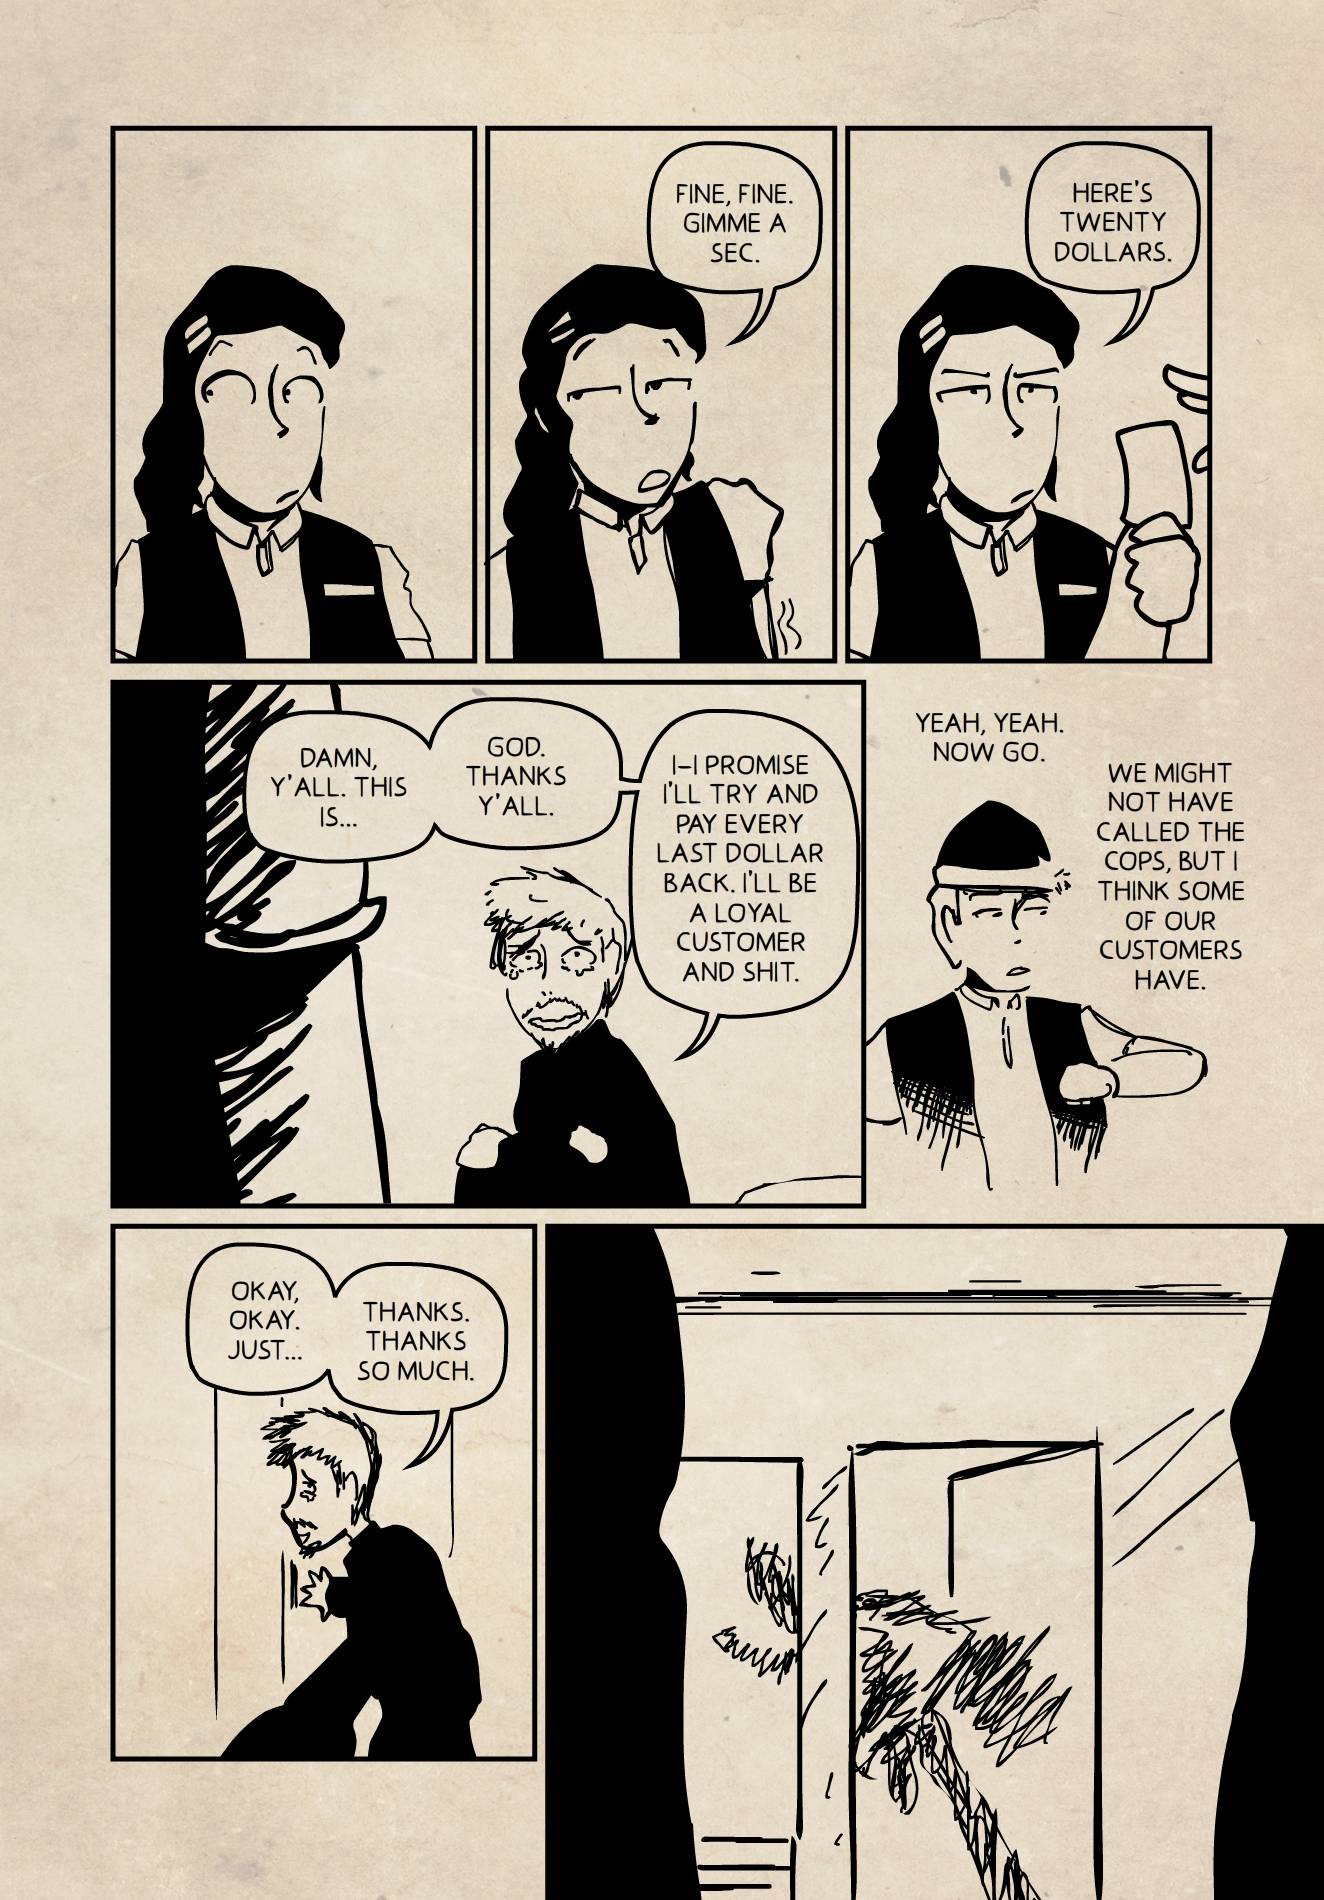 FINE, FINE.
GIMME A
SEC.
HERE'S
TWENTY
DOLLARS.
DAMN,
Y'ALL. THIS
IS...
GOD.
THANKS
Y'ALL.
I-I PROMISE
I'LL TRY AND
PAY EVERY
LAST DOLLAR
BACK. I'LL BE
A LOYAL
CUSTOMER
AND SHIT.
YEAH, YEAH.
NOW GO.
WE MIGHT
NOT HAVE
CALLED THE
COPS, BUT I
THINK SOME
OF OUR
CUSTOMERS
HAVE.
OKAY,
OKAY.
JUST...
THANKS.
THANKS
SO MUCH.